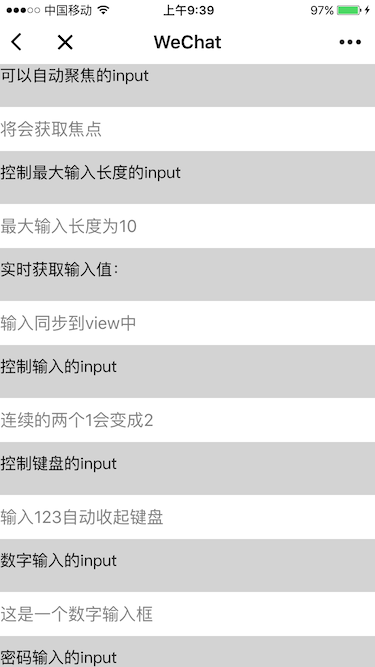 中国移动 上午9:39 97%
WeChat
可以自动聚焦的input
将会获取焦点
控制最大输入长度的input
最大输入长度为10
实时获取输入值：
输入同步到view中
控制输入的input
连续的两个1会变成2
控制键盘的input
输入123自动收起键盘
数字输入的input
这是一个数字输入框
密码输入的input